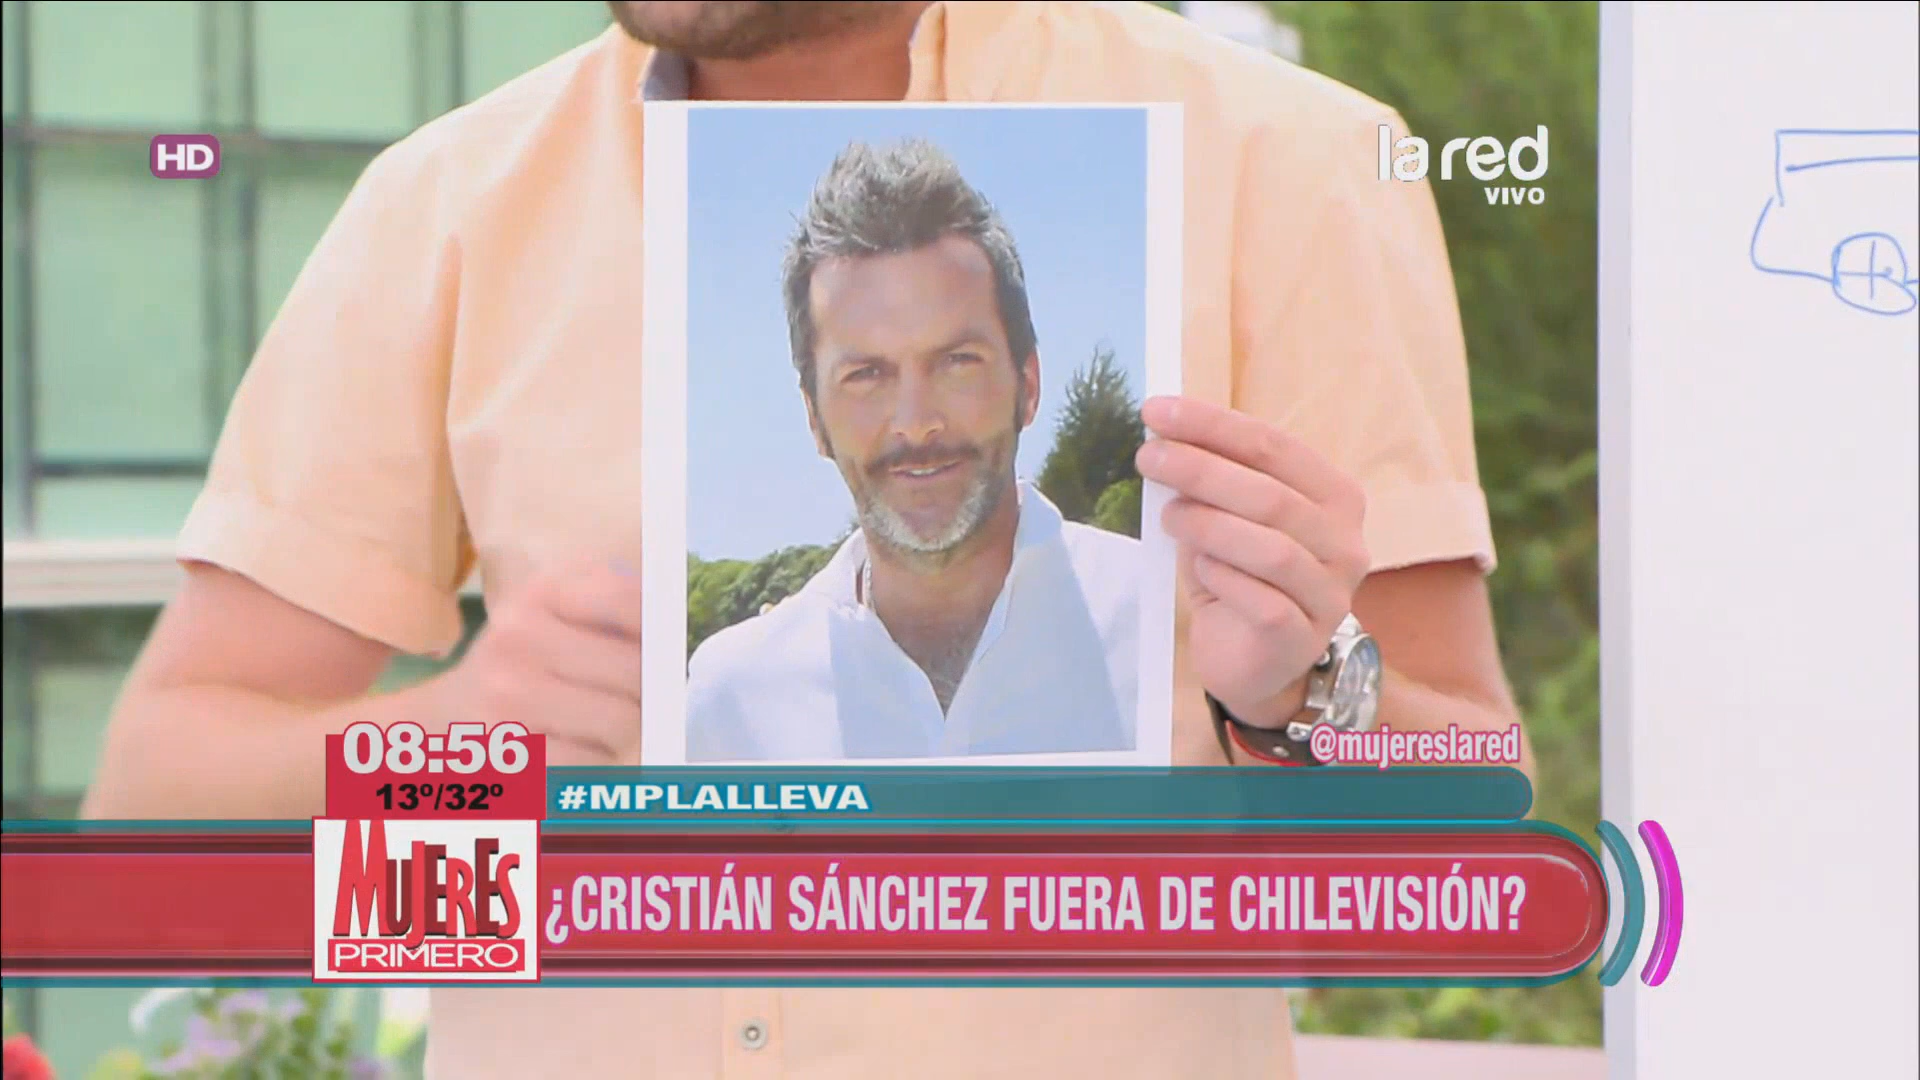 HD
la red
VIVO
@mujereslared
08:56
13º/32º
#MPLALLEVA
MUJERES
PRIMERO
¿CRISTIÁN SÁNCHEZ FUERA DE CHILEVISIÓN?